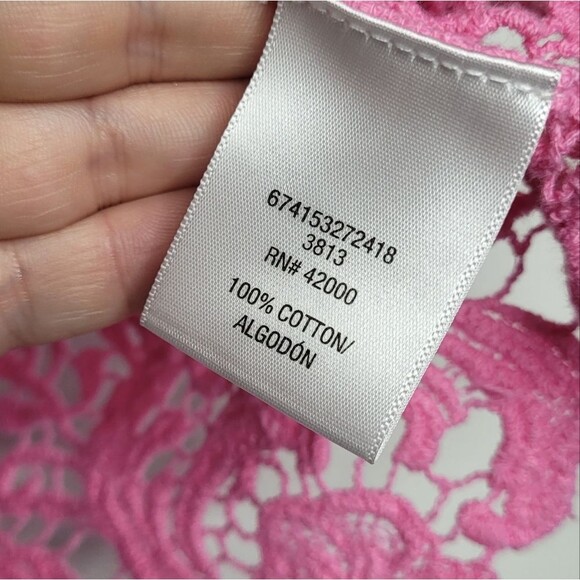 674153272418
3813
RN# 42000
100% COTTON/
ALGODÓN